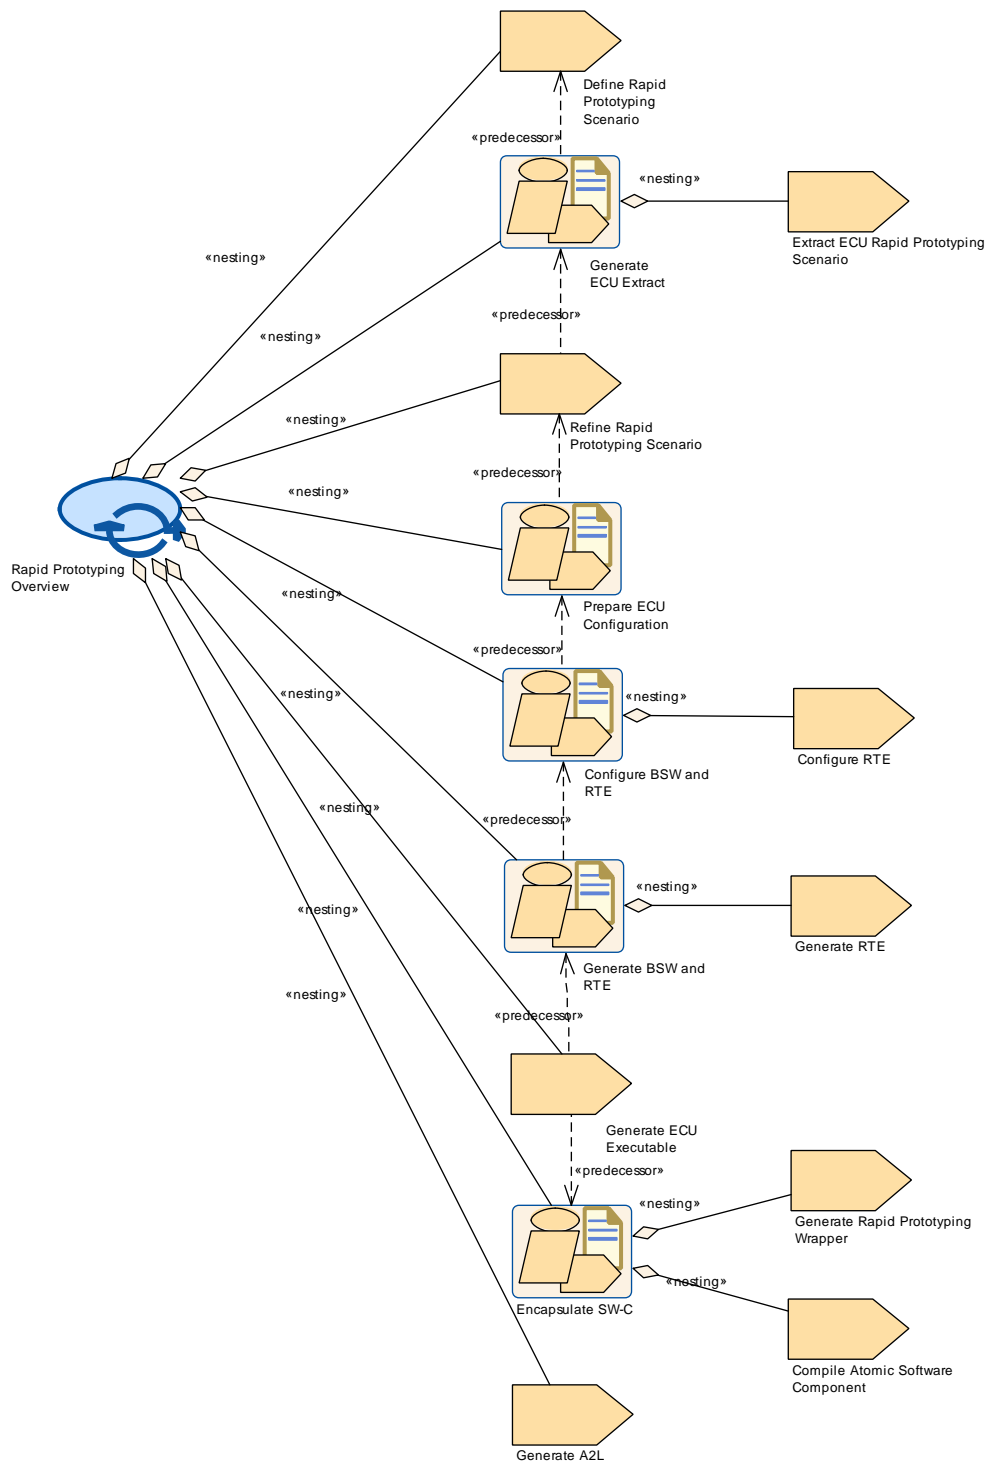 Define Rapid
Prototyping
Scenario
«predecessor»
«nesting»
Extract ECU Rapid Prototyping
Scenario
«nesting»
Generate
ECU Extract
«predecessor»
«nesting»
«nesting»
Refine Rapid
Prototyping Scenario
«predecessor»
«nesting»
Rapid Prototyping
Overview
«nesting»
Prepare ECU
Configuration
«predecessor»
«nesting»
«nesting»
Configure RTE
Configure BSW and
RTE
«nesting»
«predecessor»
«nesting»
Generate RTE
«nesting»
Generate BSW and
RTE
«nesting»
«predecessor»
Generate ECU
Executable
«predecessor»
«nesting»
Generate Rapid Prototyping
Wrapper
«nesting»
Encapsulate SW-C
Compile Atomic Software
Component
Generate A2L